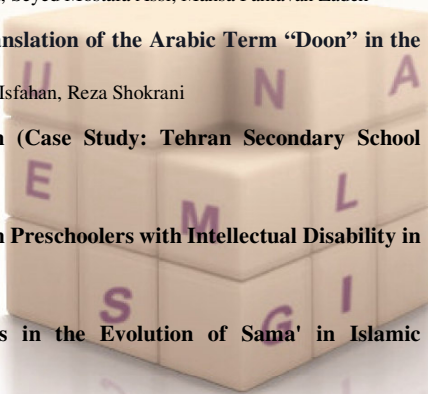 anslation of the Arabic Term “Doon” in the
Isfahan, Reza Shokrani
n (Case Study: Tehran Secondary School
n Preschoolers with Intellectual Disability in
s in the Evolution of Sama' in Islamic
U N A
E M L
S G I